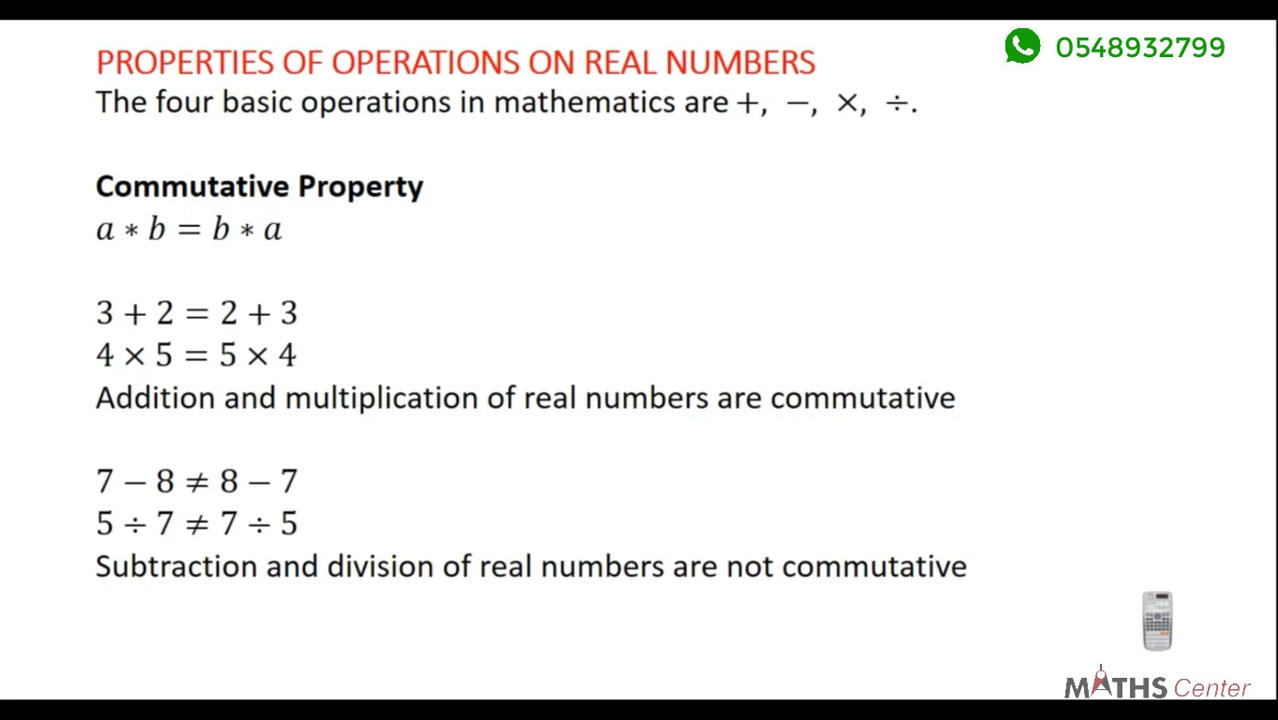 PROPERTIES OF OPERATIONS ON REAL NUMBERS
0548932799
The four basic operations in mathematics are +, −, ×, ÷.
Commutative Property
a ∗ b = b ∗ a
3 + 2 = 2 + 3
4 × 5 = 5 × 4
Addition and multiplication of real numbers are commutative
7 − 8 ≠ 8 − 7
5 ÷ 7 ≠ 7 ÷ 5
Subtraction and division of real numbers are not commutative
MATHS Center